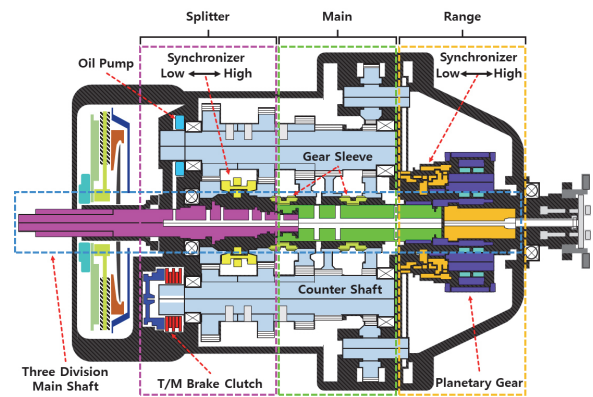 Splitter
Main
Range
Oil Pump
Synchronizer
Low High
Synchronizer
Low High
Gear Sleeve
Counter Shaft
Three Division
Main Shaft
T/M Brake Clutch
Planetary Gear